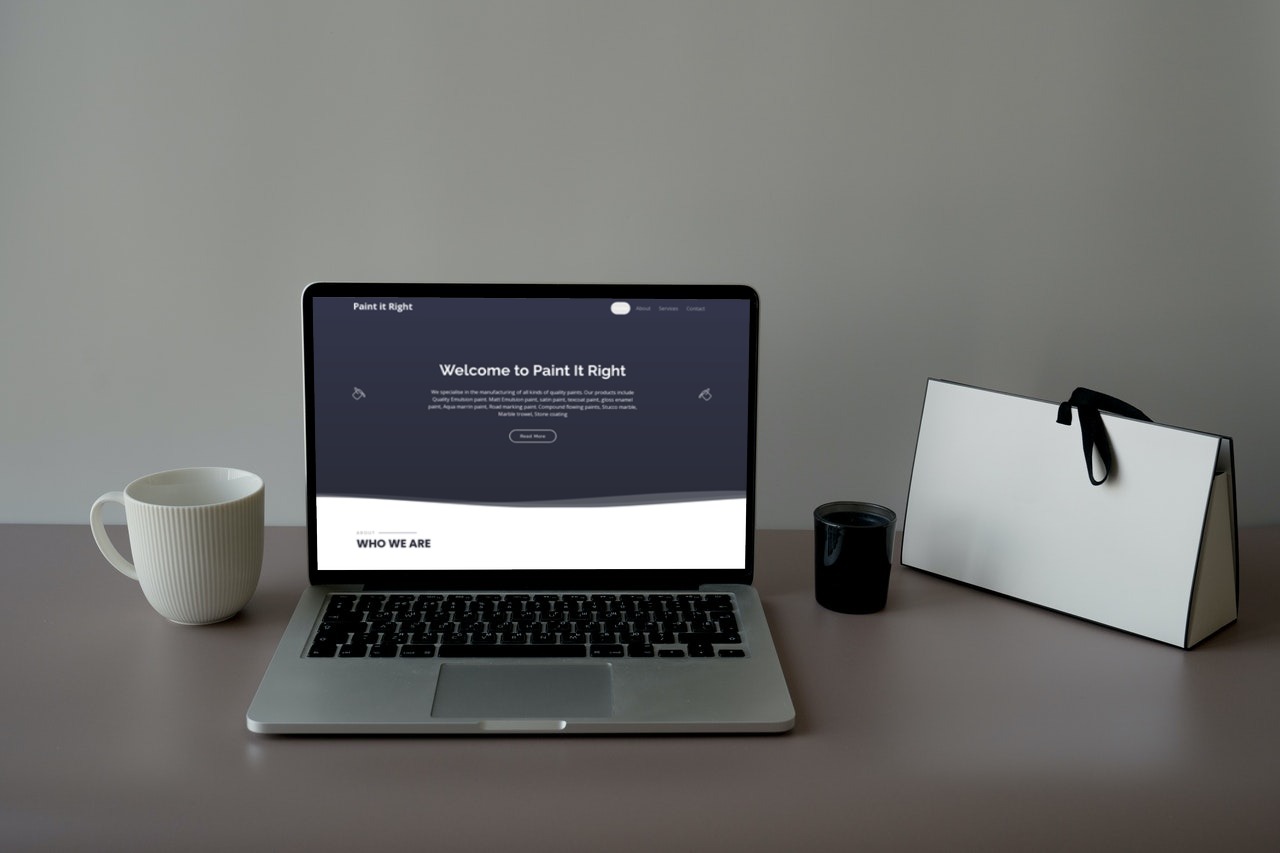 Paint it Right
About Services Contact
Welcome to Paint It Right
We specialise in the manufacturing of all kinds of quality paints. Our products include
Quality Emulsion paint. Matt Emulsion paint, satin paint, texcoat paint, gloss enamel
paint, Aqua merrin paint, Road marking paint. Compound flowing paints, Stucco marble,
Marble trowel, Stone coating
Read More
ABOUT
WHO WE ARE